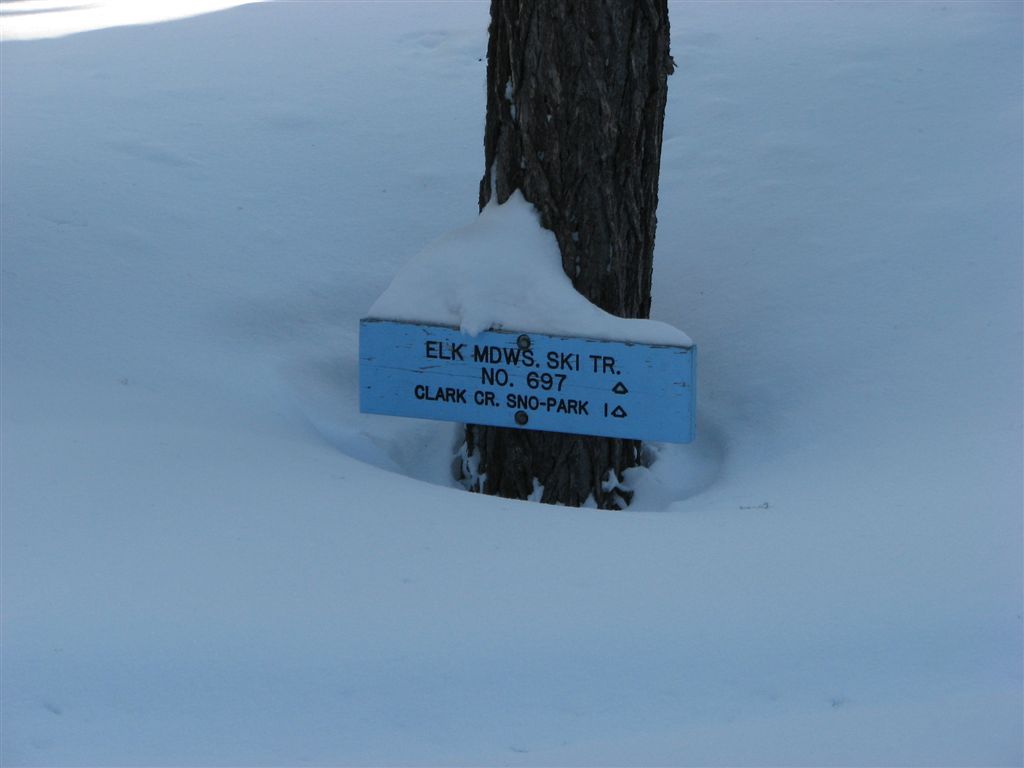 ELK MDWS. SKI TR.
NO. 697 △
CLARK CR. SNO-PARK 1△